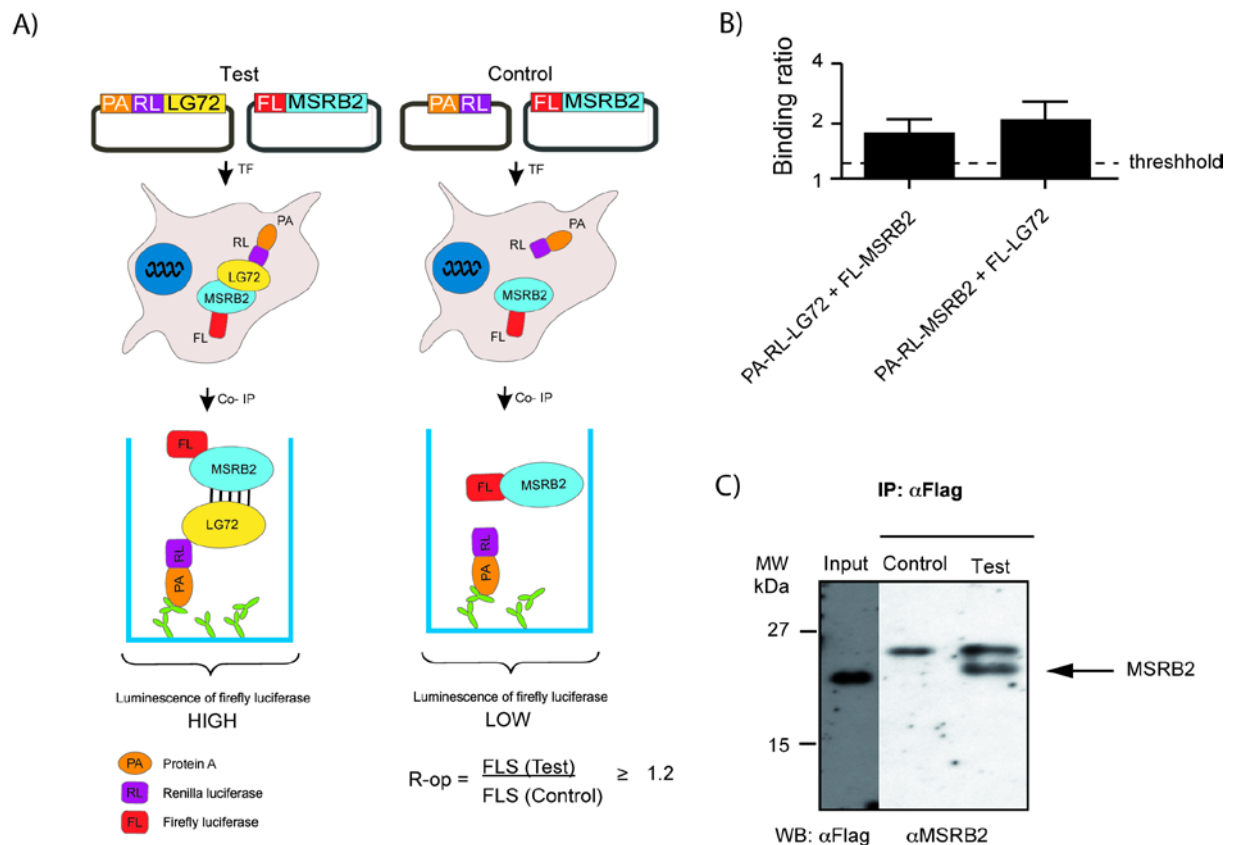 A)
Test
Control
PA RL LG72
FL MSRB2
PA RL
FL MSRB2
TF
TF
PA
RL
LG72
MSRB2
FL
PA
RL
MSRB2
FL
Co- IP
Co- IP
FL
MSRB2
LG72
RL
PA
FL
MSRB2
RL
PA
Luminescence of firefly luciferase
HIGH
Luminescence of firefly luciferase
LOW
PA Protein A
RL Renilla luciferase
FL Firefly luciferase
R-op = FLS (Test) ≥ 1.2
FLS (Control)
B)
Binding ratio
4
2
1
threshhold
PA-RL-LG72 + FL-MSRB2
PA-RL-MSRB2 + FL-LG72
C)
IP: αFlag
MW
kDa
Input
Control
Test
27
15
MSRB2
WB: αFlag
αMSRB2